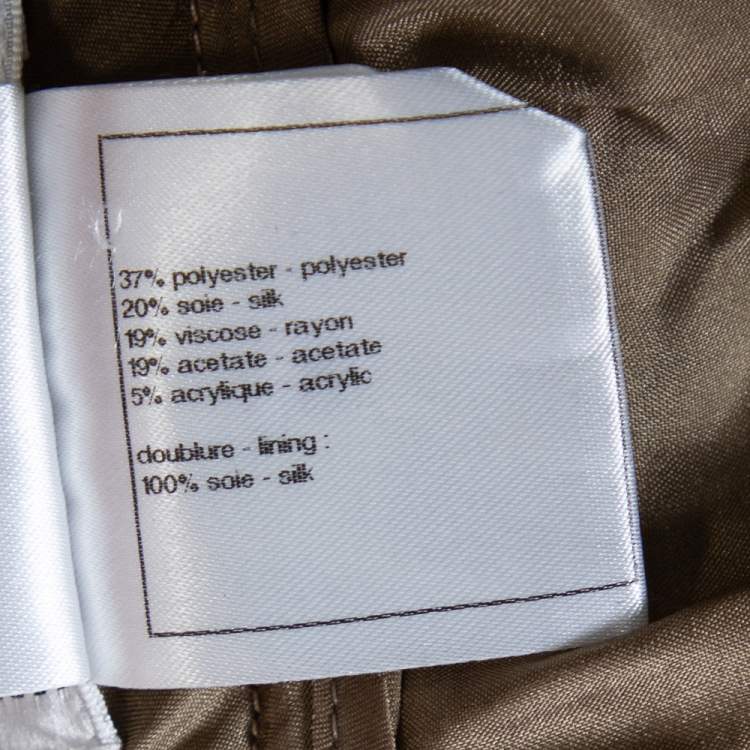 37% polyester - polyester
20% soie - silk
19% viscose - rayon
19% acetate - acetate
5% acrylique - acrylic
doublure - lining :
100% soie - silk